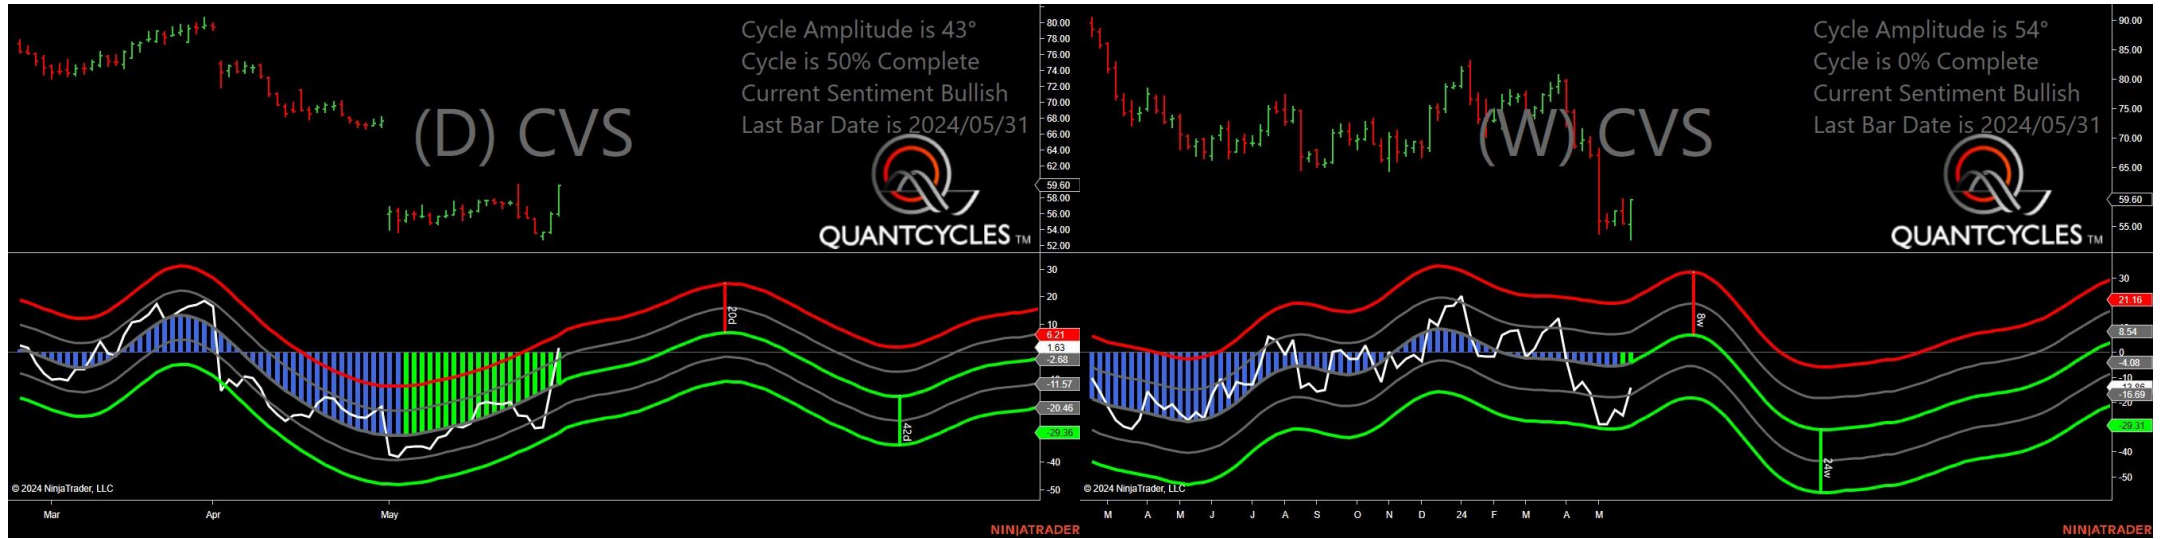 Cycle Amplitude is 43°
Cycle is 50% Complete
Current Sentiment Bullish
Last Bar Date is 2024/05/31
(D) CVS
QUANTCYCLES TM
80.00
78.00
76.00
74.00
72.00
70.00
68.00
66.00
64.00
62.00
59.60
58.00
56.00
54.00
52.00
30
20
10
6.21
1.63
-2.68
-11.57
-20.46
-29.36
-40
-50
20d
42d
© 2024 NinjaTrader, LLC
Mar
Apr
May
NINJATRADER
Cycle Amplitude is 54°
Cycle is 0% Complete
Current Sentiment Bullish
Last Bar Date is 2024/05/31
(W) CVS
QUANTCYCLES TM
90.00
85.00
80.00
75.00
70.00
65.00
59.60
55.00
30
21.16
8.54
0
-4.08
-10
-16.69
-20
-29.31
-40
-50
8w
24w
© 2024 NinjaTrader, LLC
M A M J J A S O N D 24 F M A M
NINJATRADER